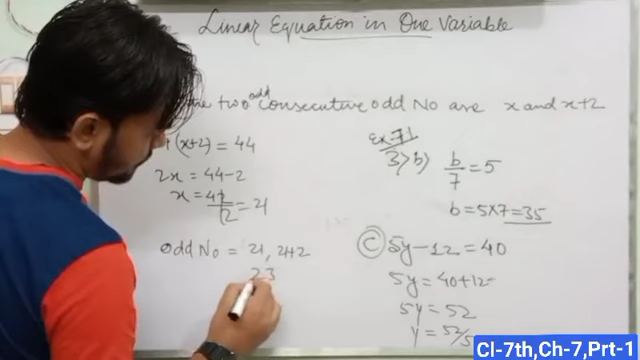 Linear Equation in One Variable
two odd consecutive odd No are x and x+2
(x+2) = 44
2x = 44-2
x = 42/2 = 21
Odd No = 21, 21+2
23
Ex-7.1
3>b> b/7 = 5
b = 5×7 = 35
C 5y-12 = 40
5y = 40+12
5y = 52
y = 52/5
Cl-7th,Ch-7,Prt-1